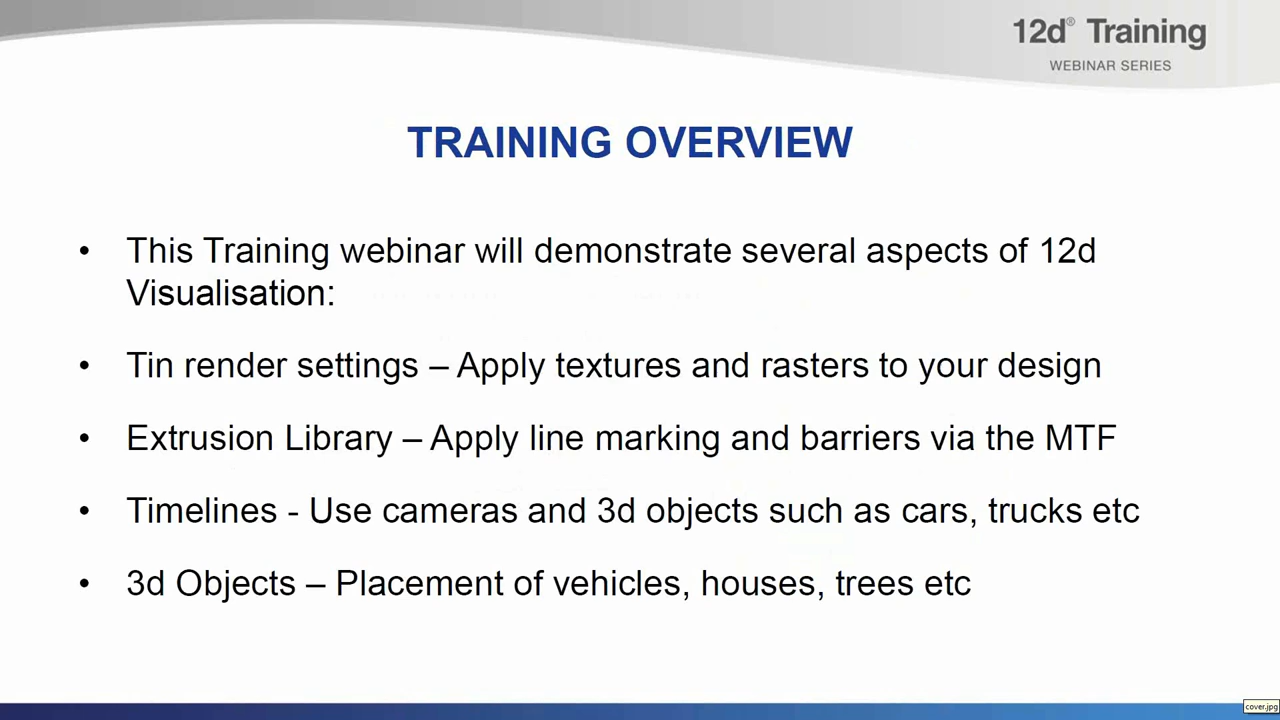 12d® Training
WEBINAR SERIES
TRAINING OVERVIEW
• This Training webinar will demonstrate several aspects of 12d
Visualisation:
• Tin render settings – Apply textures and rasters to your design
• Extrusion Library – Apply line marking and barriers via the MTF
• Timelines - Use cameras and 3d objects such as cars, trucks etc
• 3d Objects – Placement of vehicles, houses, trees etc
cover.jpg